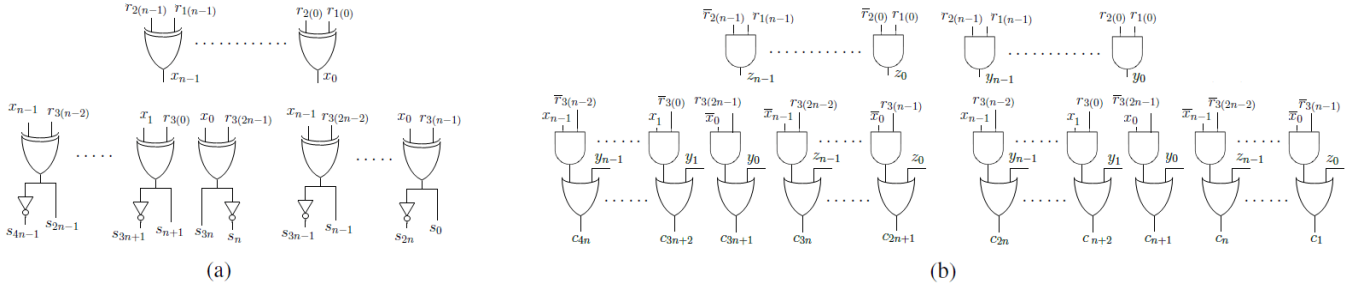 r2(n−1) r1(n−1) r2(0) r1(0)
xn−1 x0
xn−1 r3(n−2) x1 r3(0) x0 r3(2n−1) xn−1 r3(2n−2) x0 r3(n−1)
s4n−1 s2n−1 s3n+1 sn+1 s3n sn s3n−1 sn−1 s2n s0
(a)
r̅2(n−1) r1(n−1) r̅2(0) r1(0) r2(n−1) r1(n−1) r2(0) r1(0)
zn−1 z0 yn−1 y0
x̅n−1 r̅3(n−2) x1 r̅3(0) x̅0 r3(2n−1) x̅n−1 r3(2n−2) x̅0 r3(n−1) xn−1 r3(n−2) x1 r3(0) x0 r̅3(2n−1) x̅n−1 r̅3(2n−2) x̅0 r̅3(n−1)
yn−1 y1 y0 zn−1 z0 yn−1 y1 y0 zn−1 z0
c4n c3n+2 c3n+1 c3n c2n+1 c2n cn+2 cn+1 cn c1
(b)